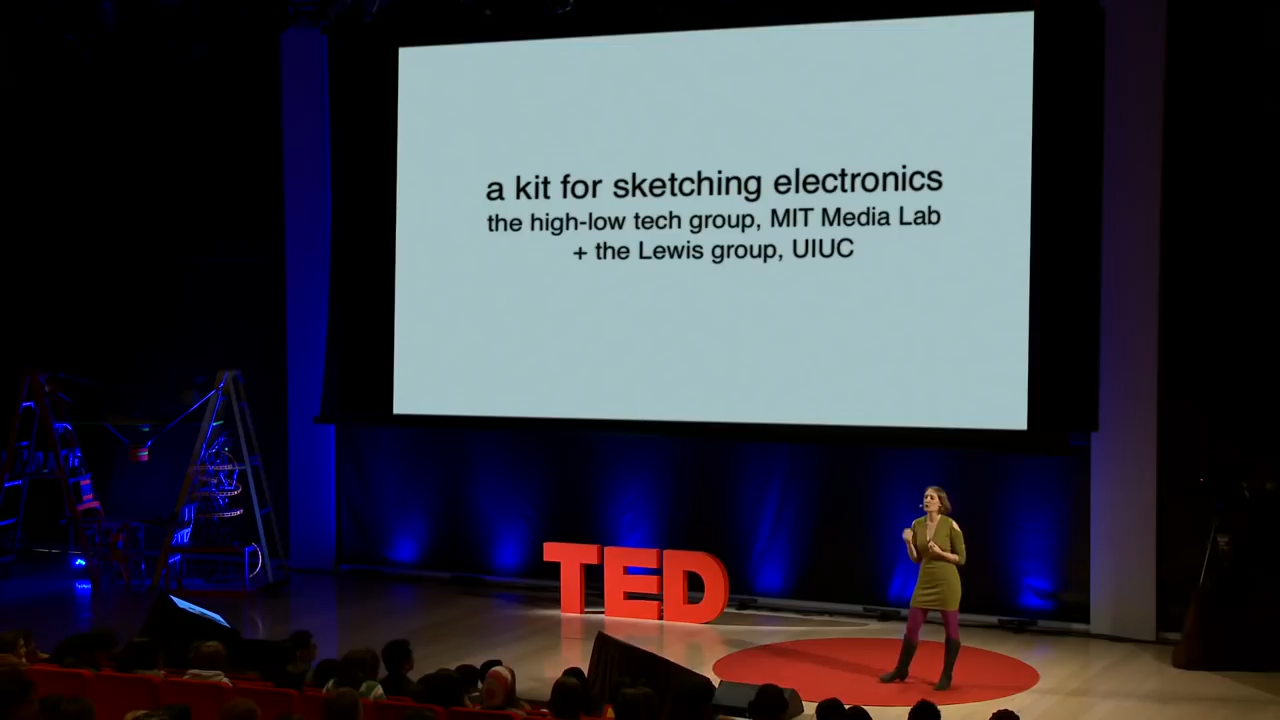 a kit for sketching electronics
the high-low tech group, MIT Media Lab
+ the Lewis group, UIUC
TED